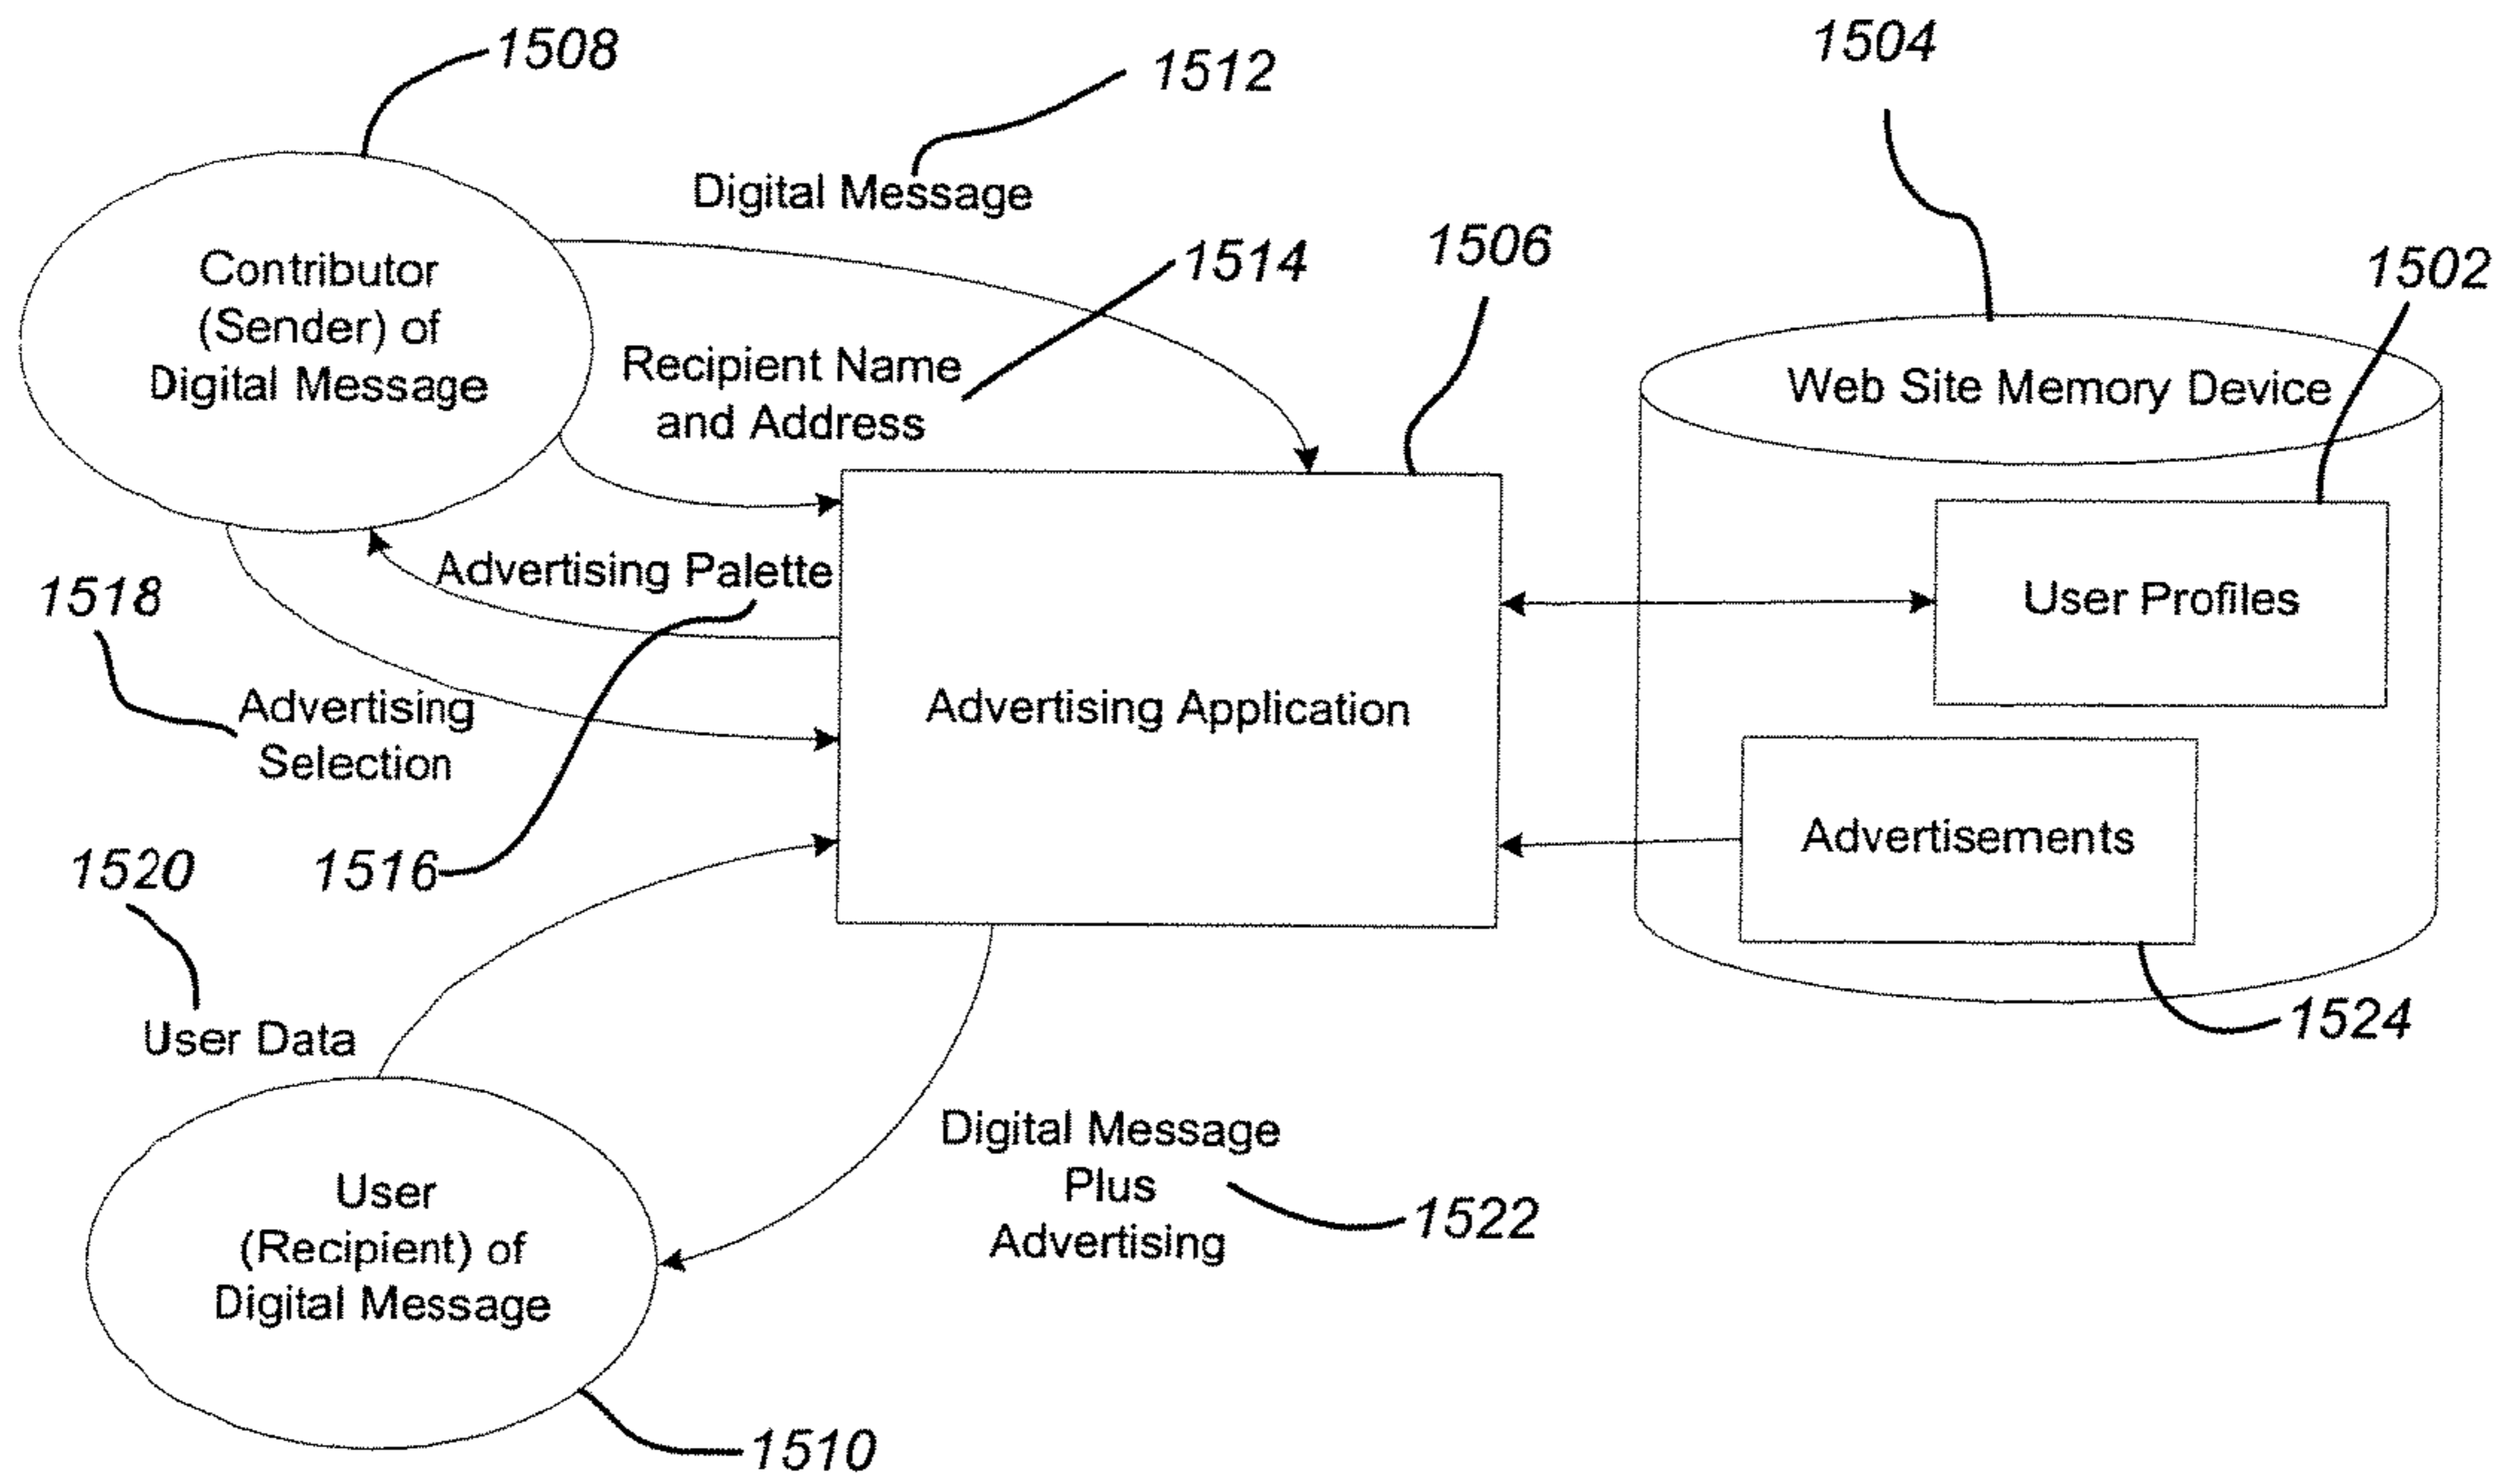 1508
1512
1504
Digital Message
1506
1514
1502
Contributor
(Sender) of
Digital Message
Recipient Name
and Address
Web Site Memory Device
Advertising Palette
1518
User Profiles
Advertising
Selection
Advertising Application
1516
1520
Advertisements
User Data
1524
Digital Message
Plus
Advertising
1522
User
(Recipient) of
Digital Message
1510